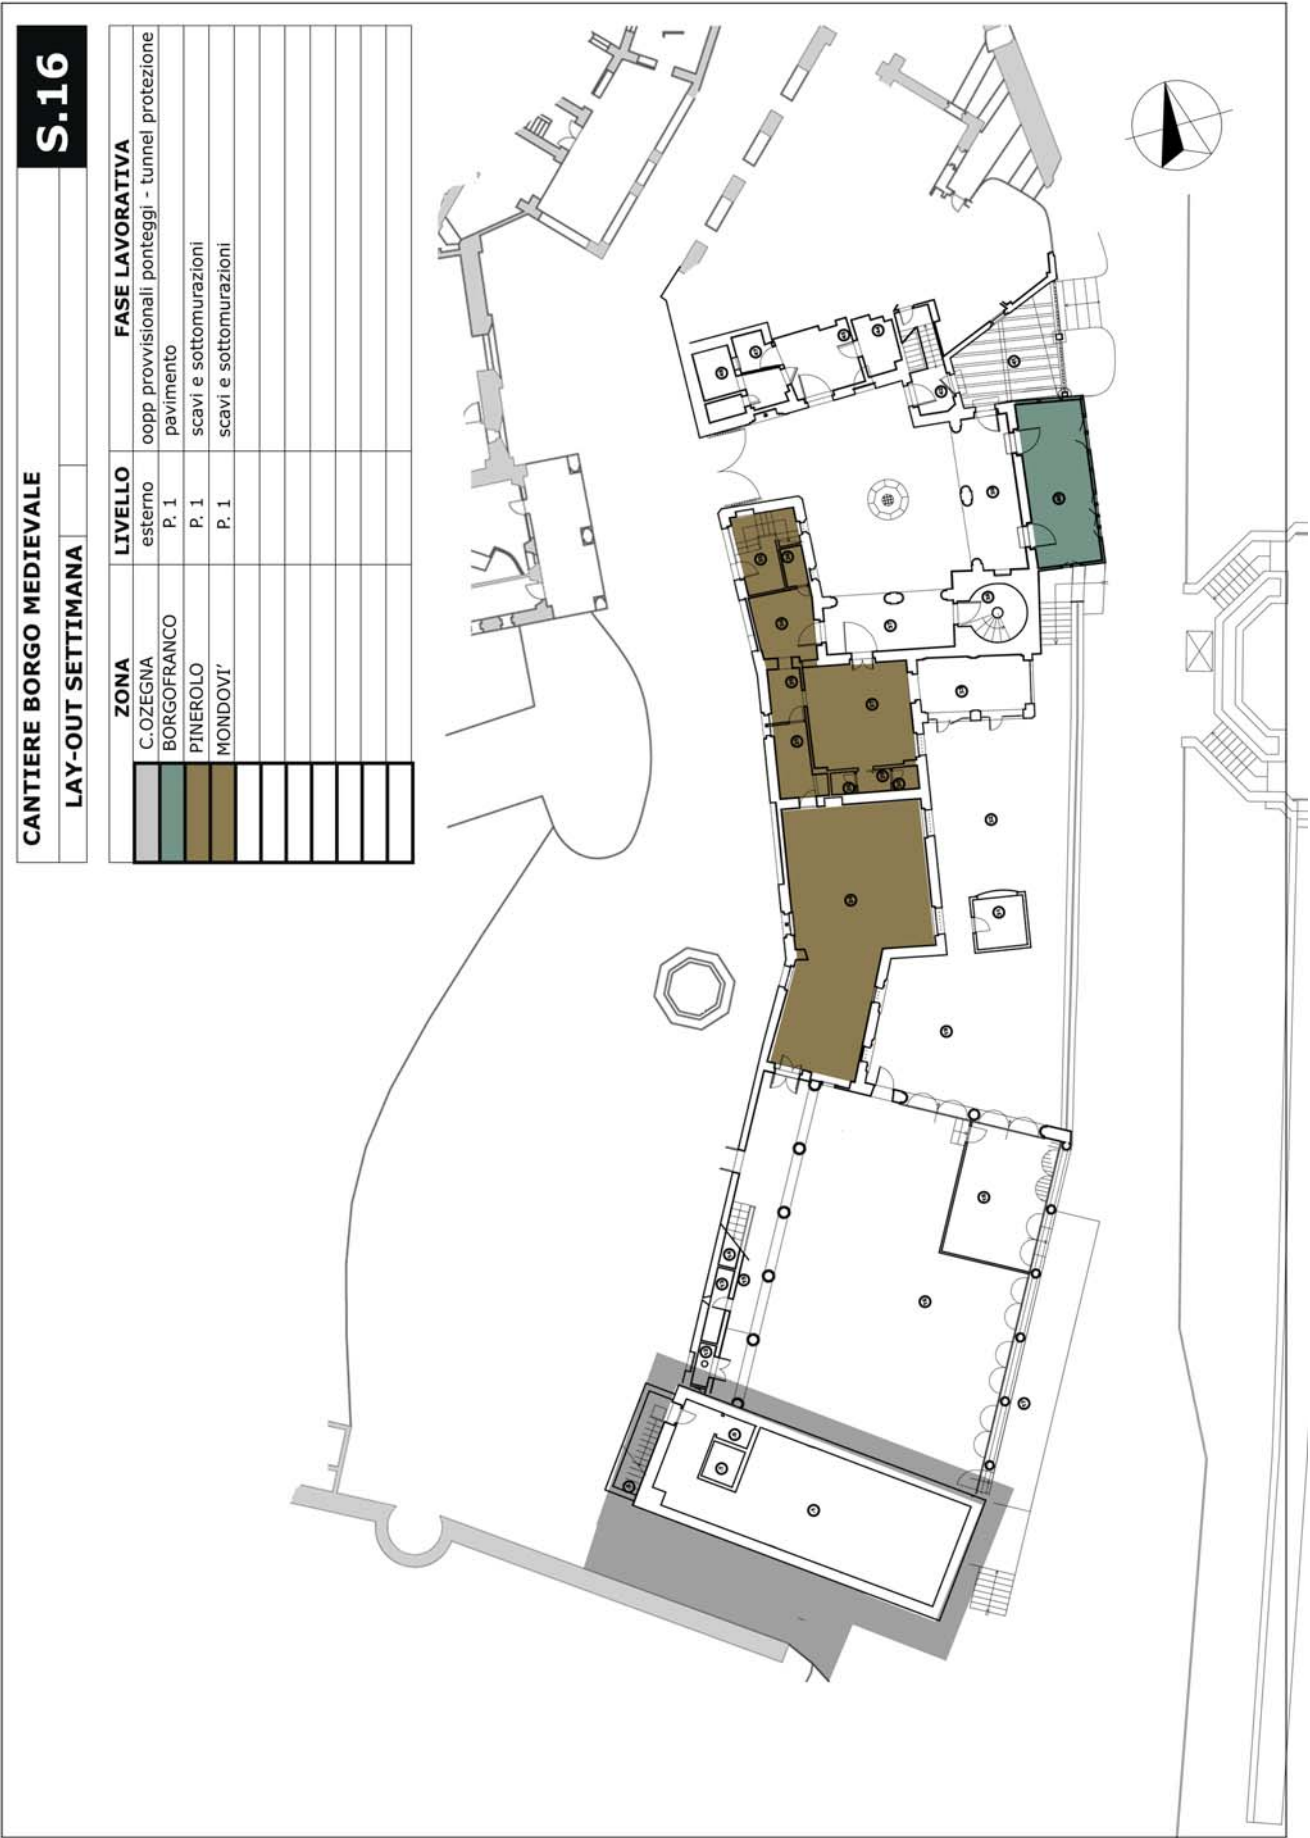 CANTIERE BORGO MEDIEVALE
S.16
LAY-OUT SETTIMANA
ZONA LIVELLO FASE LAVORATIVA
C.OZEGNA esterno oopp provvisionali ponteggi - tunnel protezione
BORGOFRANCO P. 1 pavimento
PINEROLO P. 1 scavi e sottomurazioni
MONDOVI' P. 1 scavi e sottomurazioni